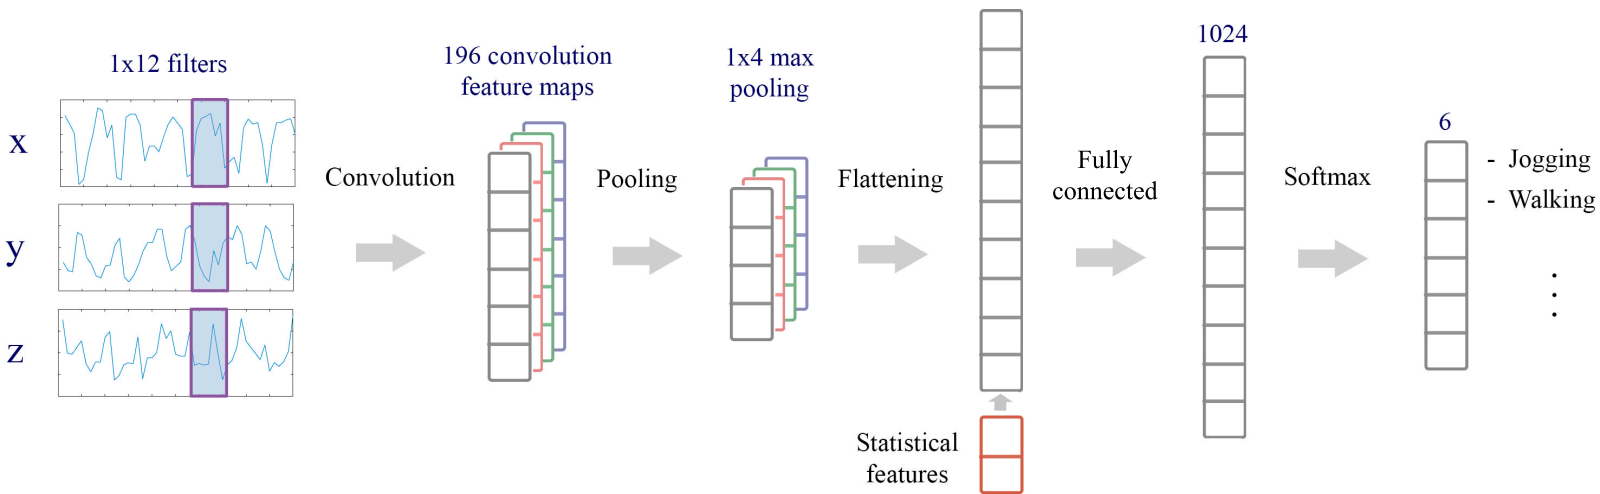 1x12 filters
x
y
z
Convolution
196 convolution
feature maps
Pooling
1x4 max
pooling
Flattening
Statistical
features
Fully
connected
1024
Softmax
6
- Jogging
- Walking